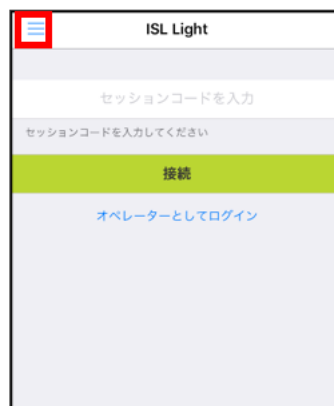 ISL Light
セッションコードを入力
セッションコードを入力してください
接続
オペレーターとしてログイン